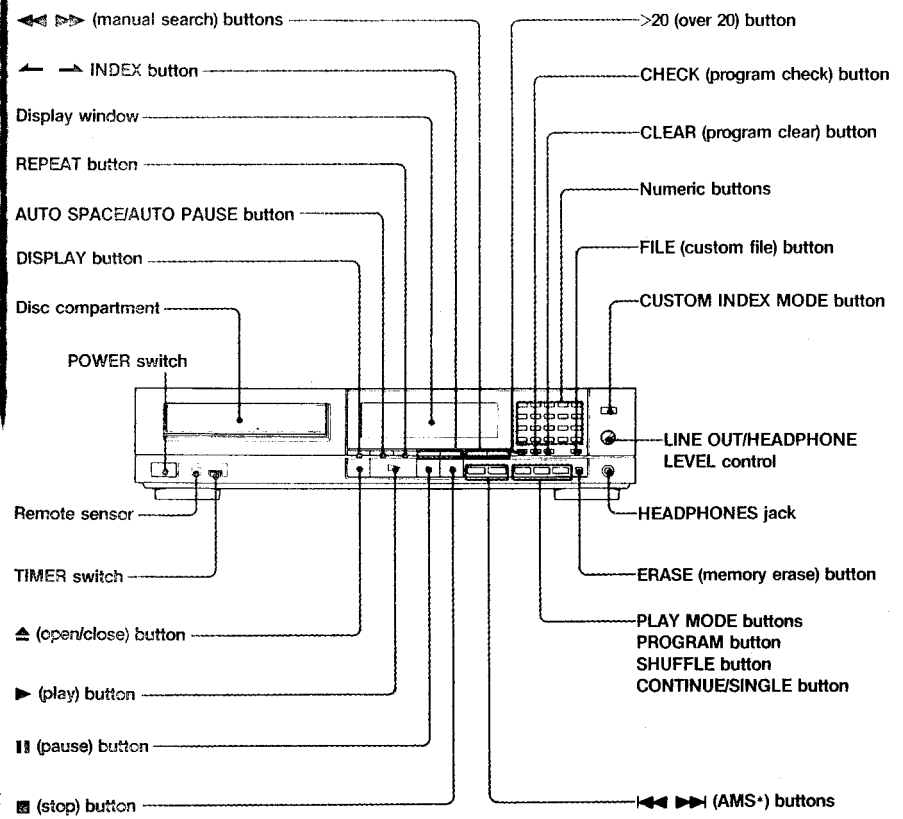 ◀◀ ▶▶ (manual search) buttons
← → INDEX button
Display window
REPEAT button
AUTO SPACE/AUTO PAUSE button
DISPLAY button
Disc compartment
POWER switch
Remote sensor
TIMER switch
≜ (open/close) button
▶ (play) button
❚❚ (pause) button
■ (stop) button
>20 (over 20) button
CHECK (program check) button
CLEAR (program clear) button
Numeric buttons
FILE (custom file) button
CUSTOM INDEX MODE button
LINE OUT/HEADPHONE
LEVEL control
HEADPHONES jack
ERASE (memory erase) button
PLAY MODE buttons
PROGRAM button
SHUFFLE button
CONTINUE/SINGLE button
|◀◀ ▶▶| (AMS*) buttons